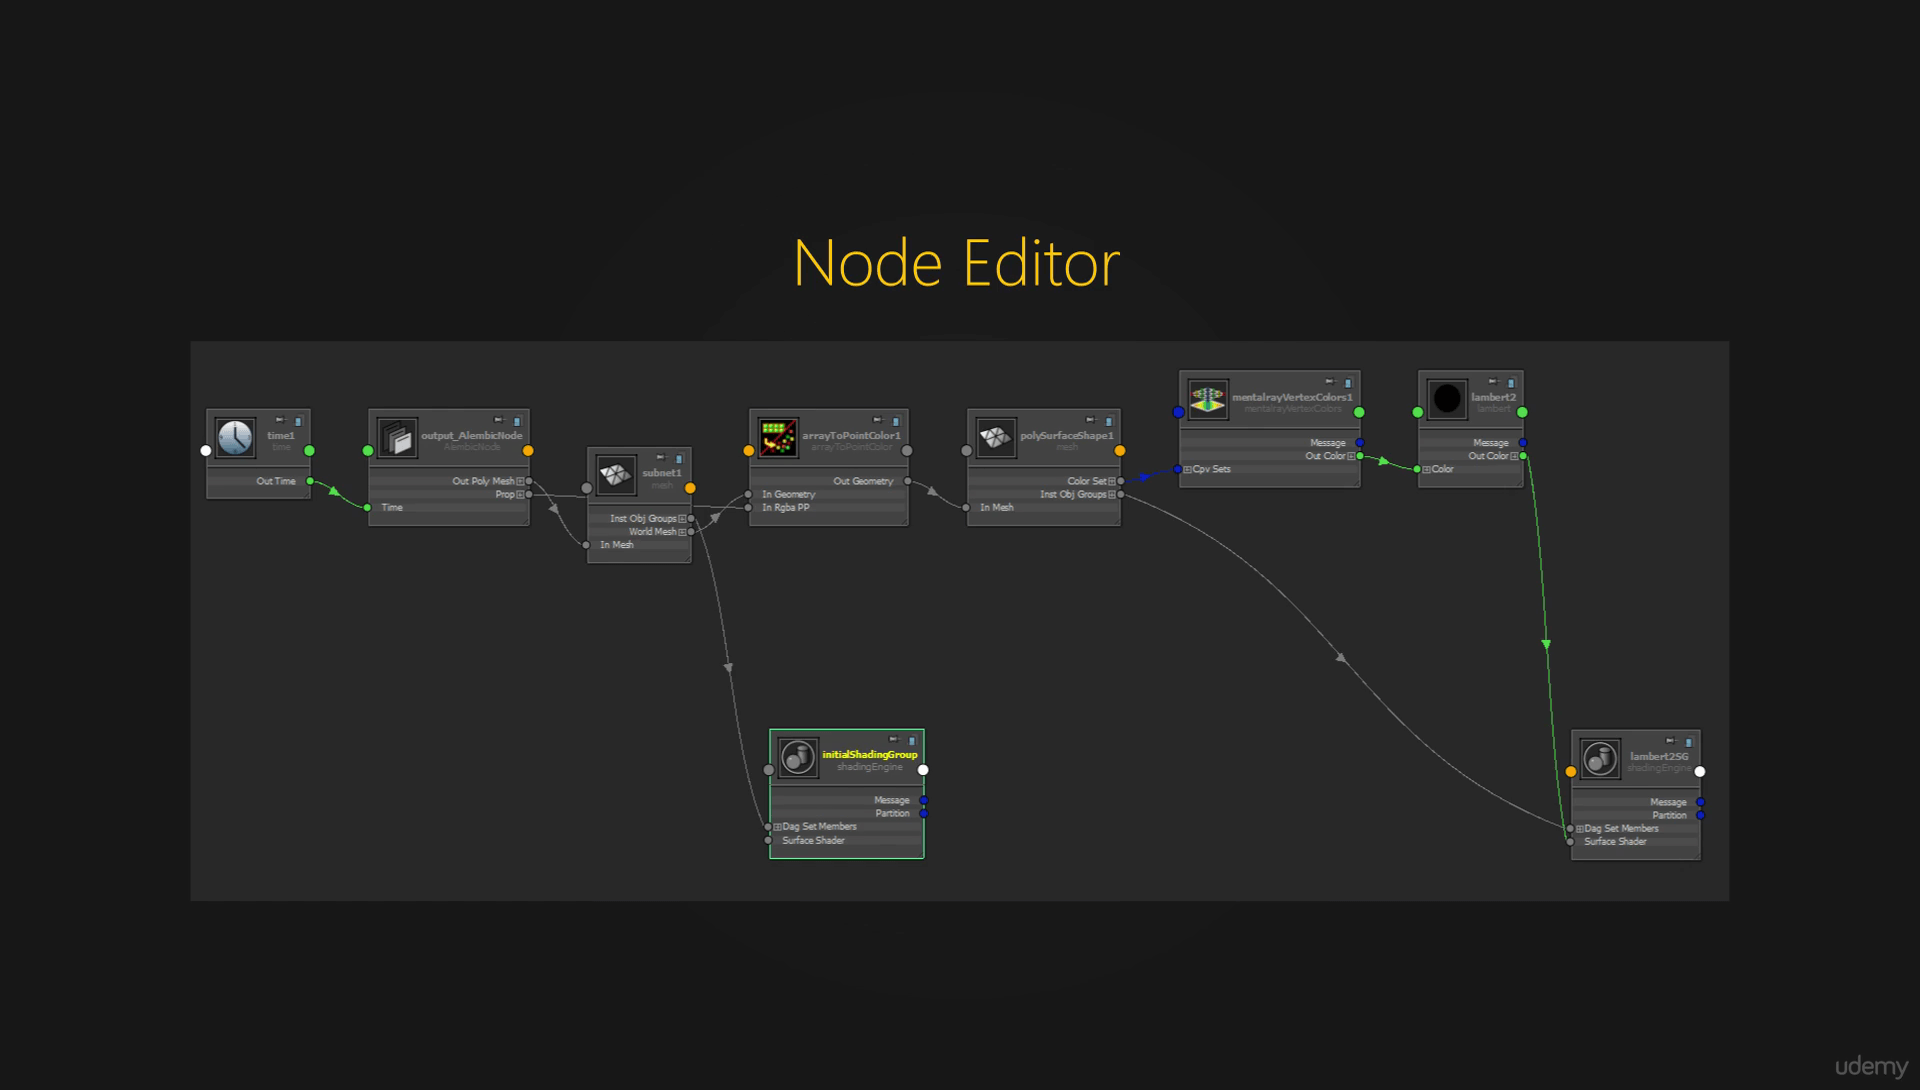 Node Editor
time1
time
Out Time
output_AlembicNode
AlembicNode
Out Poly Mesh
Prop
Time
subnet1
mesh
Inst Obj Groups
World Mesh
In Mesh
arrayToPointColor1
arrayToPointColor
Out Geometry
In Geometry
In Rgba PP
polySurfaceShape1
mesh
Color Set
Inst Obj Groups
In Mesh
mentalrayVertexColors1
mentalrayVertexColors
Message
Out Color
Cpv Sets
lambert2
lambert
Message
Out Color
Color
initialShadingGroup
shadingEngine
Message
Partition
Dag Set Members
Surface Shader
lambert2SG
shadingEngine
Message
Partition
Dag Set Members
Surface Shader
udemy